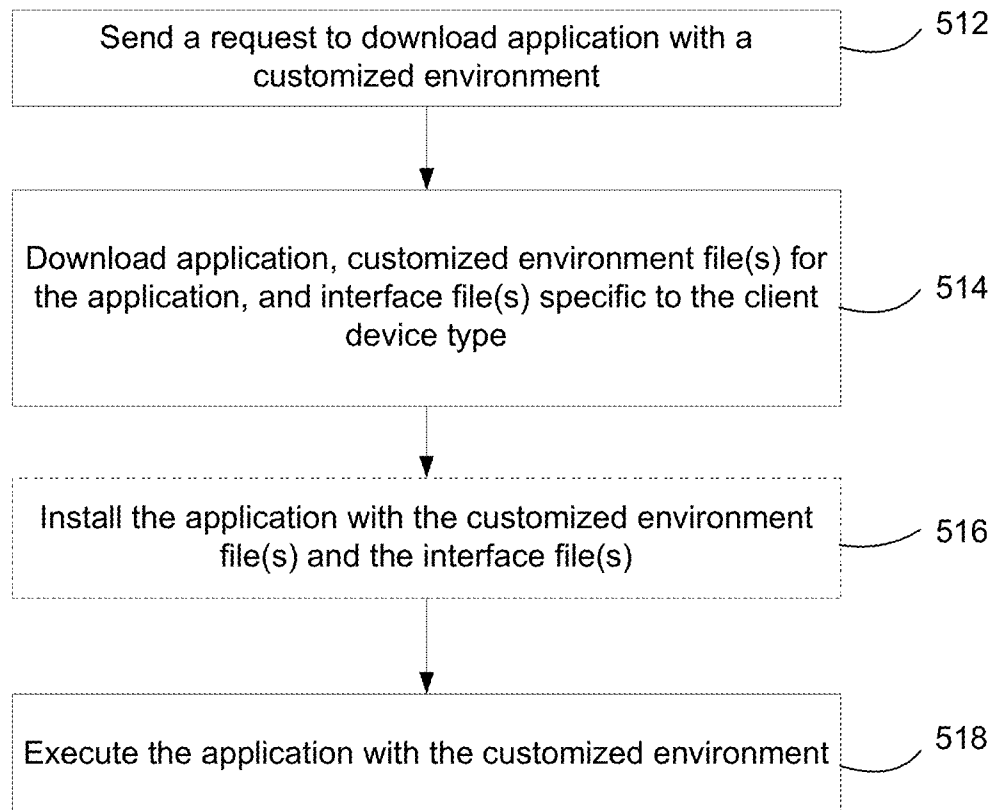 Send a request to download application with a
customized environment
512
Download application, customized environment file(s) for
the application, and interface file(s) specific to the client
device type
514
Install the application with the customized environment
file(s) and the interface file(s)
516
Execute the application with the customized environment
518